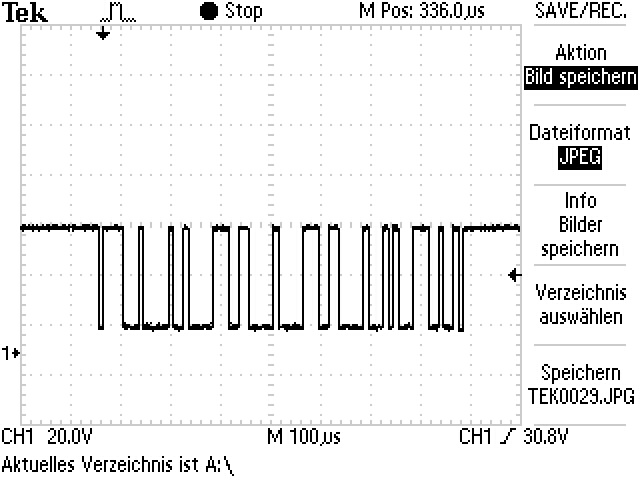 Tek Stop M Pos: 336.0µs SAVE/REC.
Aktion
Bild speichern
Dateiformat
JPEG
Info
Bilder
speichern
Verzeichnis
auswählen
1
Speichern
TEK0029.JPG
CH1 20.0V M 100µs CH1 30.8V
Aktuelles Verzeichnis ist A:\